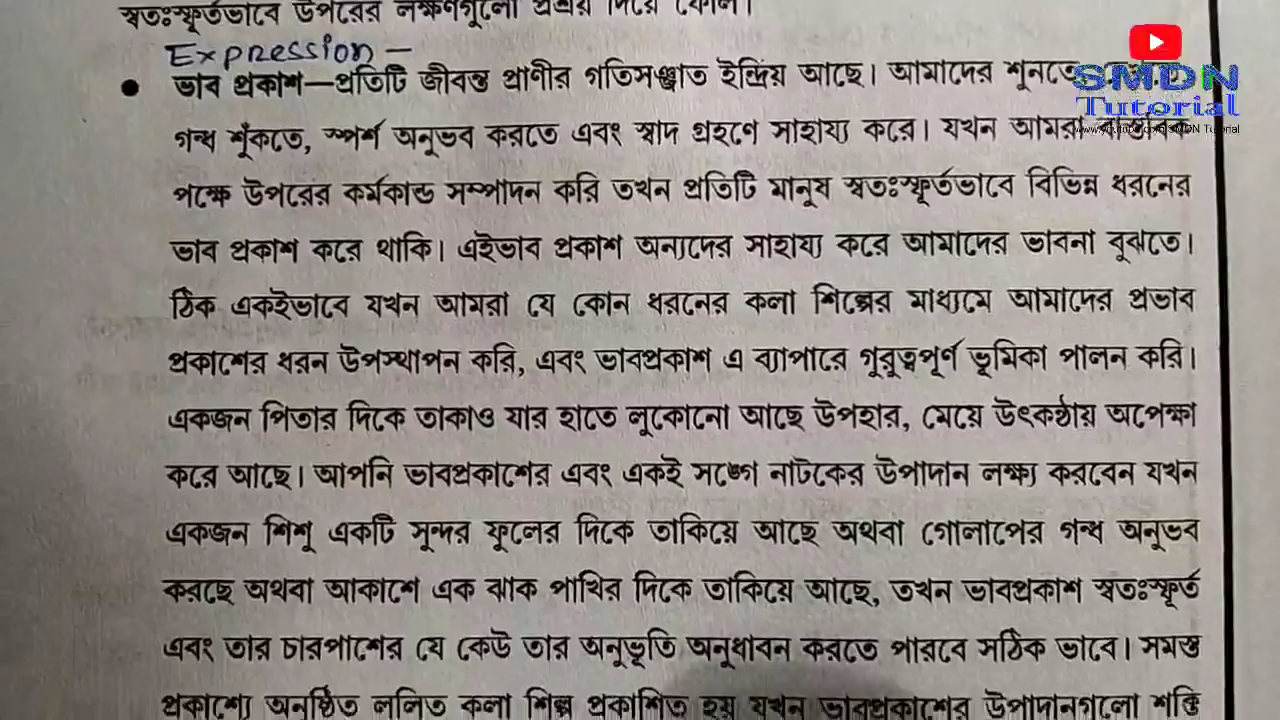 স্বতঃস্ফূর্তভাবে উপরের লক্ষণগুলো প্রশ্রয় দিয়ে ফেলি।
Expression –
• ভাব প্রকাশ—প্রতিটি জীবন্ত প্রাণীর গতিসঞ্জাত ইন্দ্রিয় আছে। আমাদের শুনতে
SMDN
Tutorial
গন্ধ শুঁকতে, স্পর্শ অনুভব করতে এবং স্বাদ গ্রহণে সাহায্য করে। যখন আমরা
পক্ষে উপরের কর্মকান্ড সম্পাদন করি তখন প্রতিটি মানুষ স্বতঃস্ফূর্তভাবে বিভিন্ন ধরনের
ভাব প্রকাশ করে থাকি। এইভাব প্রকাশ অন্যদের সাহায্য করে আমাদের ভাবনা বুঝতে।
ঠিক একইভাবে যখন আমরা যে কোন ধরনের কলা শিল্পের মাধ্যমে আমাদের প্রভাব
প্রকাশের ধরন উপস্থাপন করি, এবং ভাবপ্রকাশ এ ব্যাপারে গুরুত্বপূর্ণ ভূমিকা পালন করি।
একজন পিতার দিকে তাকাও যার হাতে লুকোনো আছে উপহার, মেয়ে উৎকণ্ঠায় অপেক্ষা
করে আছে। আপনি ভাবপ্রকাশের এবং একই সঙ্গে নাটকের উপাদান লক্ষ্য করবেন যখন
একজন শিশু একটি সুন্দর ফুলের দিকে তাকিয়ে আছে অথবা গোলাপের গন্ধ অনুভব
করছে অথবা আকাশে এক ঝাক পাখির দিকে তাকিয়ে আছে, তখন ভাবপ্রকাশ স্বতঃস্ফূর্ত
এবং তার চারপাশের যে কেউ তার অনুভূতি অনুধাবন করতে পারবে সঠিক ভাবে। সমস্ত
প্রকাশ্যে অনুষ্ঠিত ললিত কলা শিল্প প্রকাশিত হয় যখন ভাবপ্রকাশের উপাদানগুলো শক্তি